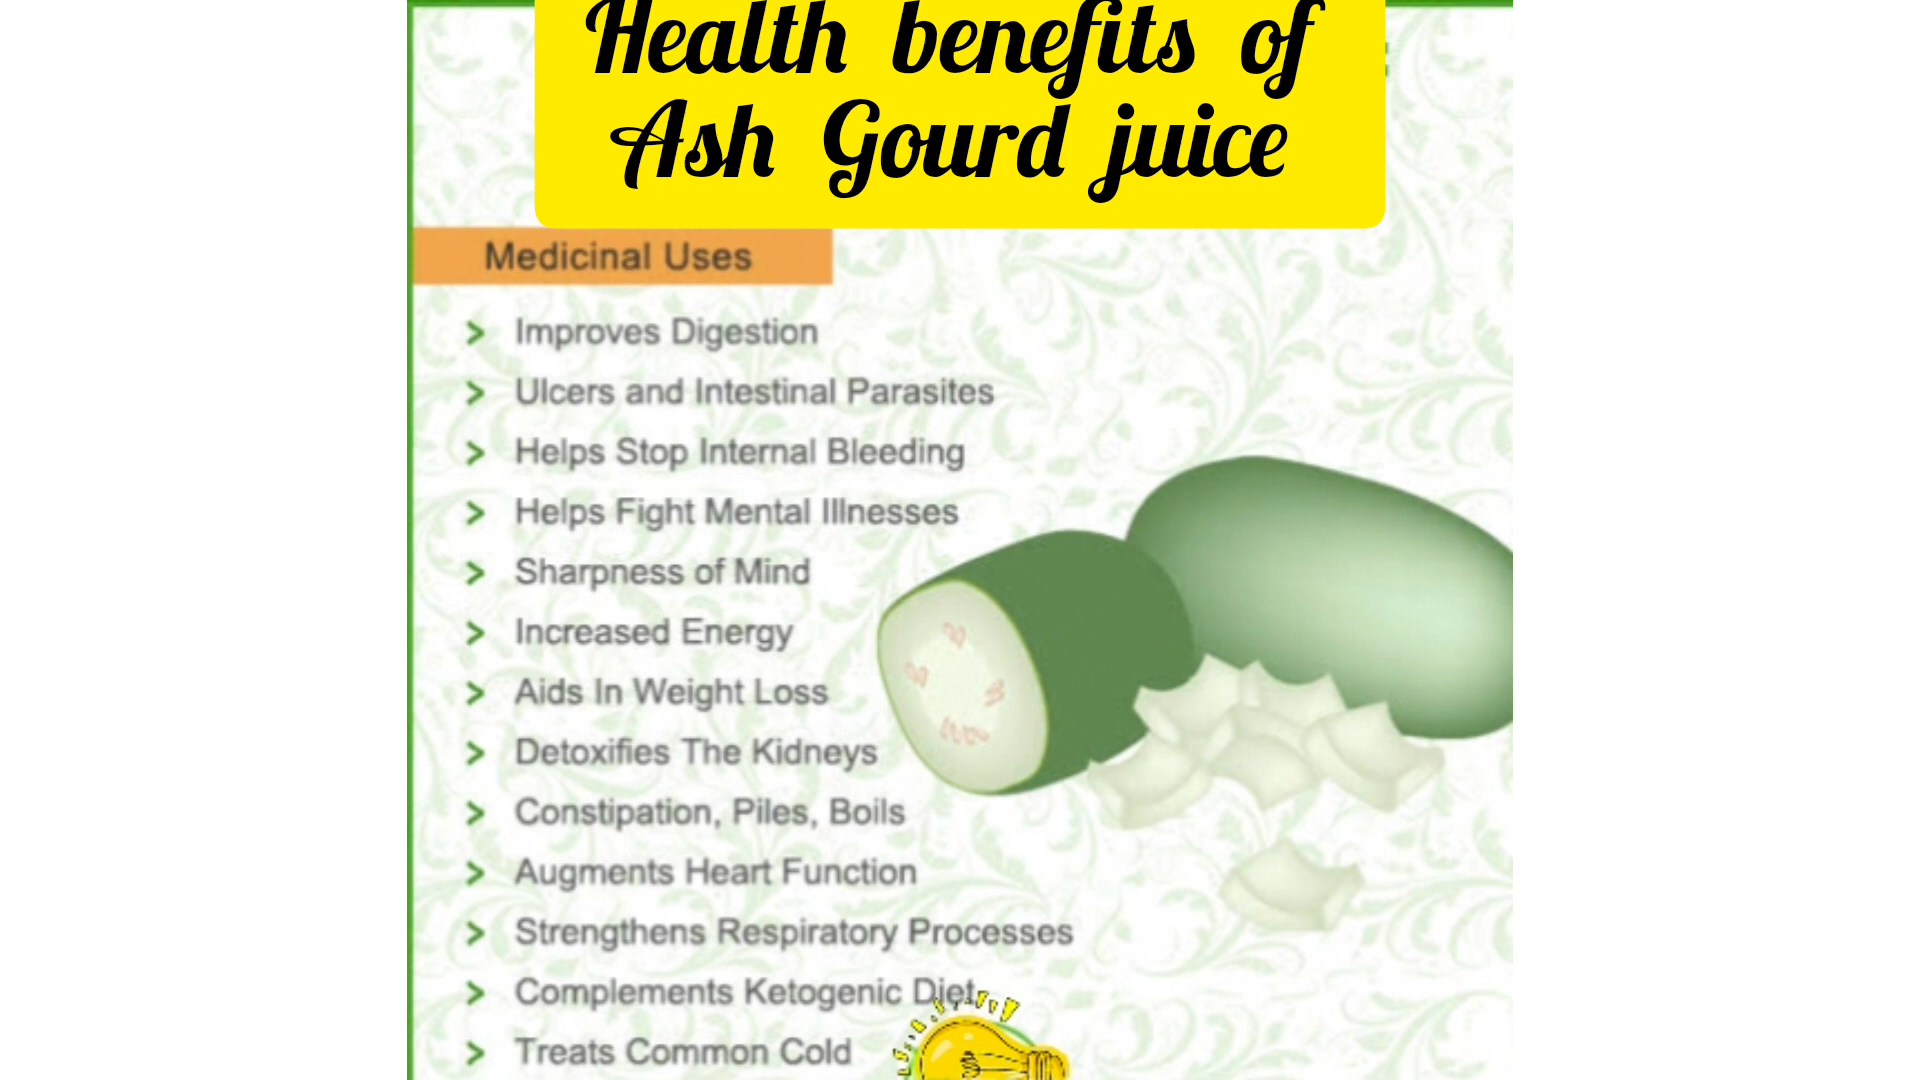 Health benefits of
Ash Gourd juice
Medicinal Uses
Improves Digestion
Ulcers and Intestinal Parasites
Helps Stop Internal Bleeding
Helps Fight Mental Illnesses
Sharpness of Mind
Increased Energy
Aids In Weight Loss
Detoxifies The Kidneys
Constipation, Piles, Boils
Augments Heart Function
Strengthens Respiratory Processes
Complements Ketogenic Diet
Treats Common Cold